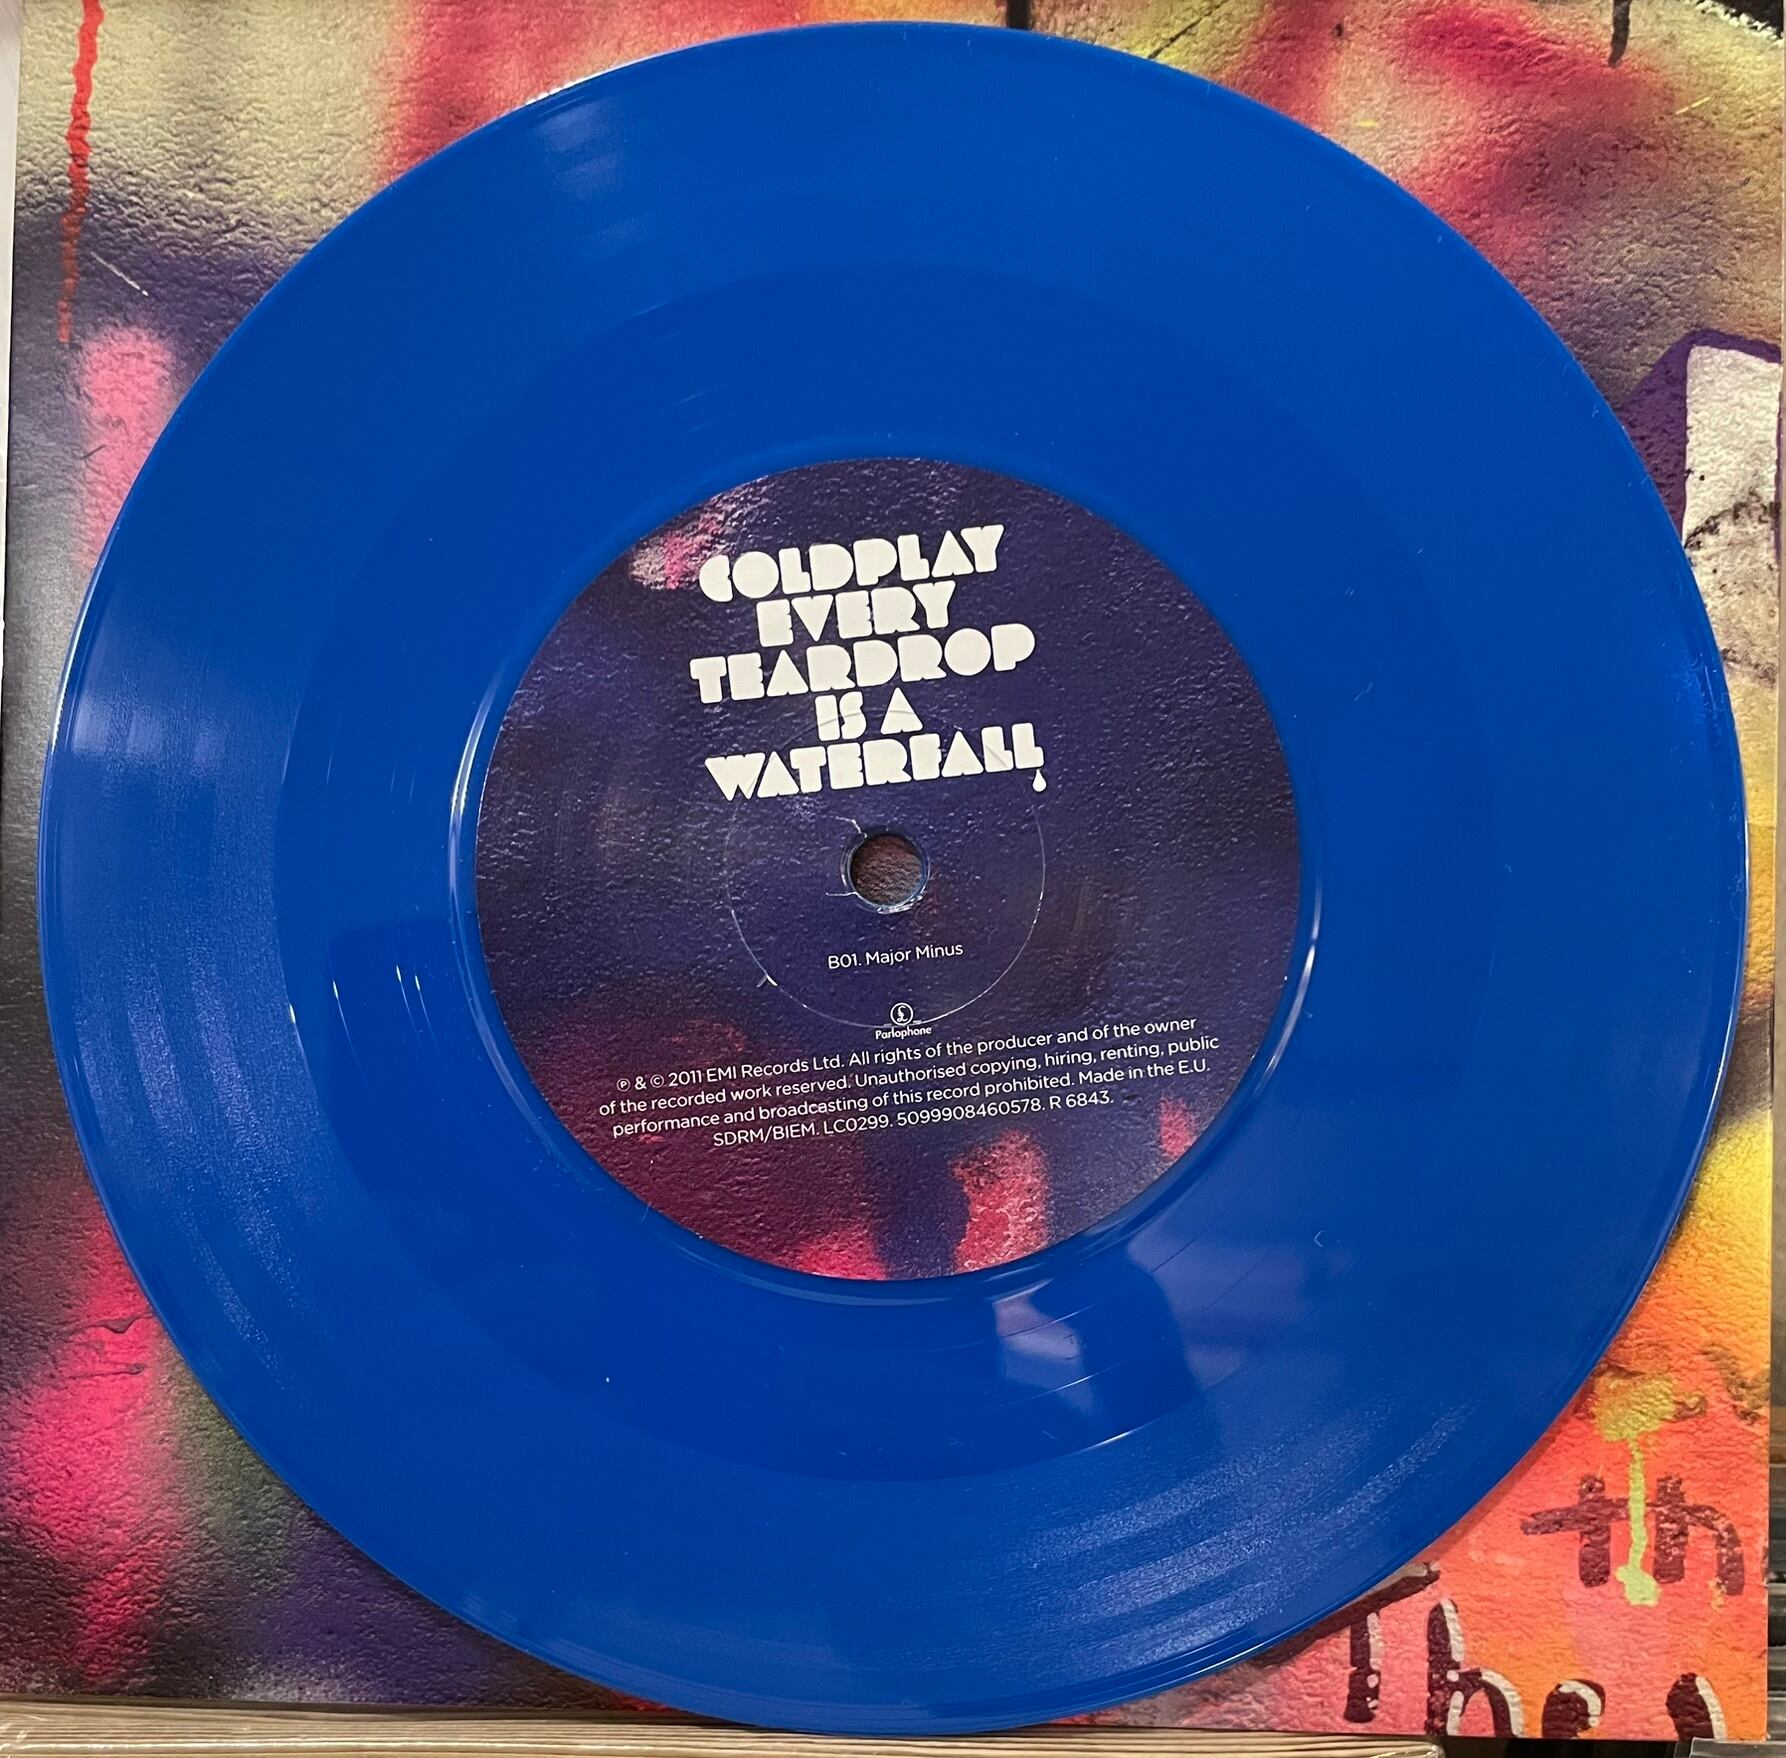 COLDPLAY
EVERY
TEARDROP
IS A
WATERFALL
B01. Major Minus
£
Parlophone
℗ & © 2011 EMI Records Ltd. All rights of the producer and of the owner
of the recorded work reserved. Unauthorised copying, hiring, renting, public
performance and broadcasting of this record prohibited. Made in the E.U.
SDRM/BIEM. LC0299. 5099908460578. R 6843.
th
The